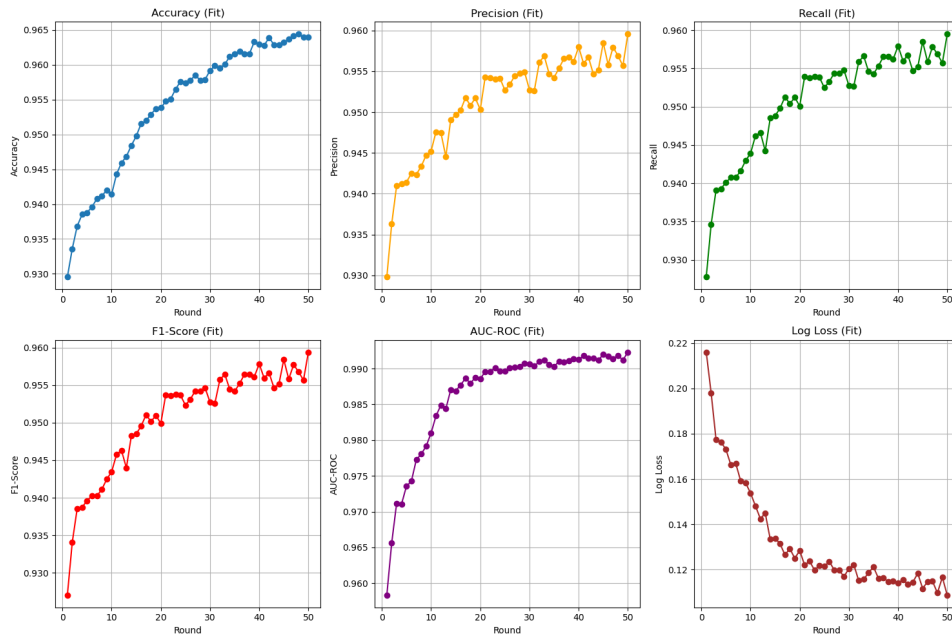 Accuracy (Fit)
Accuracy
0.965
0.960
0.955
0.950
0.945
0.940
0.935
0.930
0 10 20 30 40 50
Round
Precision (Fit)
Precision
0.960
0.955
0.950
0.945
0.940
0.935
0.930
0 10 20 30 40 50
Round
Recall (Fit)
Recall
0.960
0.955
0.950
0.945
0.940
0.935
0.930
0 10 20 30 40 50
Round
F1-Score (Fit)
F1-Score
0.960
0.955
0.950
0.945
0.940
0.935
0.930
0 10 20 30 40 50
Round
AUC-ROC (Fit)
AUC-ROC
0.990
0.985
0.980
0.975
0.970
0.965
0.960
0 10 20 30 40 50
Round
Log Loss (Fit)
Log Loss
0.22
0.20
0.18
0.16
0.14
0.12
0 10 20 30 40 50
Round